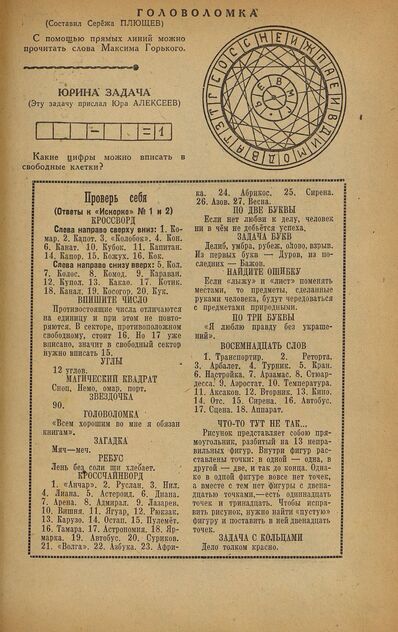 ГОЛОВОЛОМКА
(Составил Серёжа ПЛЮЩЕВ)
С помощью прямых линий можно
прочитать слова Максима Горького.
ЮРИНА ЗАДАЧА
(Эту задачу прислал Юра АЛЕКСЕЕВ)
– = 1
Какие цифры можно вписать в
свободные клетки?
Проверь себя
(Ответы к «Искорке» № 1 и 2)
КРОССВОРД
Слева направо сверху вниз: 1. Ко-
мар. 2. Капот. 3. «Колобок». 4. Кон.
6. Канат. 10. Кубок. 11. Капитан.
14. Капор. 15. Кожух. 16. Кок.
Слева направо снизу вверх: 5. Кол.
7. Колос. 8. Комод. 9. Караван.
12. Купол. 13. Какао. 17. Котик.
18. Канал. 19. Косогор. 20. Кук.
ВПИШИТЕ ЧИСЛО
Противостоящие числа отличаются
на единицу и при этом не повто-
ряются. В секторе, противоположном
свободному, стоит 16. Но 17 уже
вписано, значит в свободный сектор
нужно вписать 15.
УГЛЫ
12 углов.
МАГИЧЕСКИЙ КВАДРАТ
Сноп, Немо, омар, порт.
ЗВЕЗДОЧКА
90.
ГОЛОВОЛОМКА
«Всем хорошим во мне я обязан
книгам».
ЗАГАДКА
Мяч—меч.
РЕБУС
Лень без соли щи хлебает.
КРОССЧАЙНВОРД
1. «Анчар». 2. Руслан. 3. Нил.
4. Лиана. 5. Астероид. 6. Диана.
7. Арена. 8. Адмирал. 9. Лазарев.
10. Вишня. 11. Ягуар, 12. Рюкзак.
13. Карузо. 14. Остап. 15. Пулемёт.
16. Тамара. 17. Астрономия. 18. Яр-
марка. 19. Автобус. 20. Суриков.
21. «Волга». 22. Азбука. 23. Афри-
ка. 24. Абрикос. 25. Сирена.
26. Азов. 27. Весна.
ПО ДВЕ БУКВЫ
Если нет любви к делу, человек
ни в чём не добьётся успеха,
ЗАДАЧА БУКВ
Делиб, умбра, рубеж, олово, взрыв.
Из первых букв — Дуров, из по-
следних — Бажов.
НАЙДИТЕ ОШИБКУ
Если «лыжу» и «лист» поменять
местами, то предметы, сделанные
руками человека, будут чередоваться
с предметами природными.
ПО ТРИ БУКВЫ
«Я люблю правду без украше-
ний».
ВОСЕМНАДЦАТЬ СЛОВ
1. Транспортир. 2. Реторта.
3. Арбалет, 4. Турник. 5. Кран.
6. Настройка. 7. Арзамас. 8. Стюар-
десса. 9. Аэростат. 10. Температура.
11. Аксаков. 12. Вторник. 13. Кино.
14. Отс. 15. Сирена. 16. Автобус.
17. Сцена. 18. Аппарат.
ЧТО-ТО ТУТ НЕ ТАК...
Рисунок представляет собою пря-
моугольник, разбитый на 13 непра-
вильных фигур. Внутри фигур рас-
ставлены точки: в одной — одна, в
другой — две, и так до конца. Одна-
ко в одной фигуре вовсе нет точек,
а вместе с тем нет фигуры с двена-
дцатью точками,—есть одиннадцать
точек и тринадцать. Чтобы испра-
вить рисунок, нужно найти «пустую»
фигуру и поставить в ней двенадцать
точек.
ЗАДАЧА С КОЛЬЦАМИ
Дело толком красно.